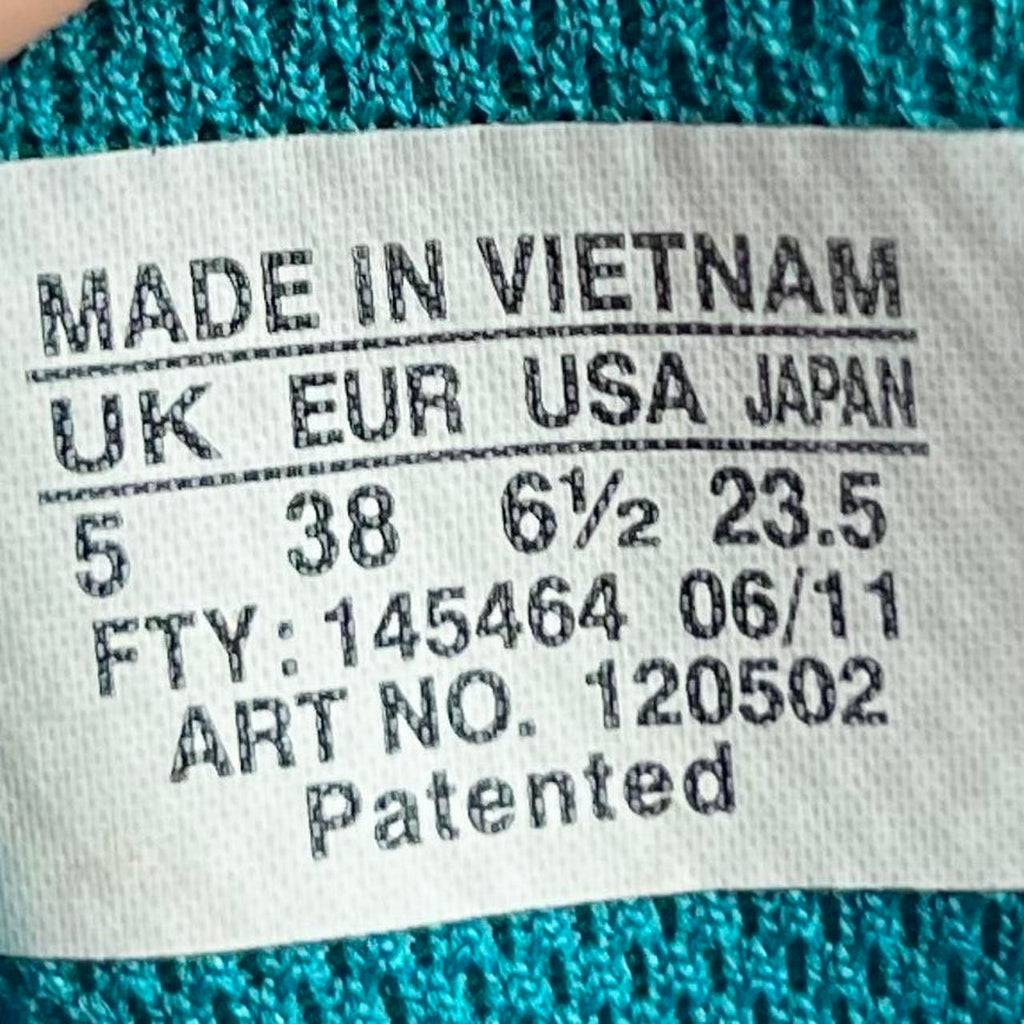 MADE IN VIETNAM
UK EUR USA JAPAN
5 38 6½ 23.5
FTY: 145464 06/11
ART NO. 120502
Patented